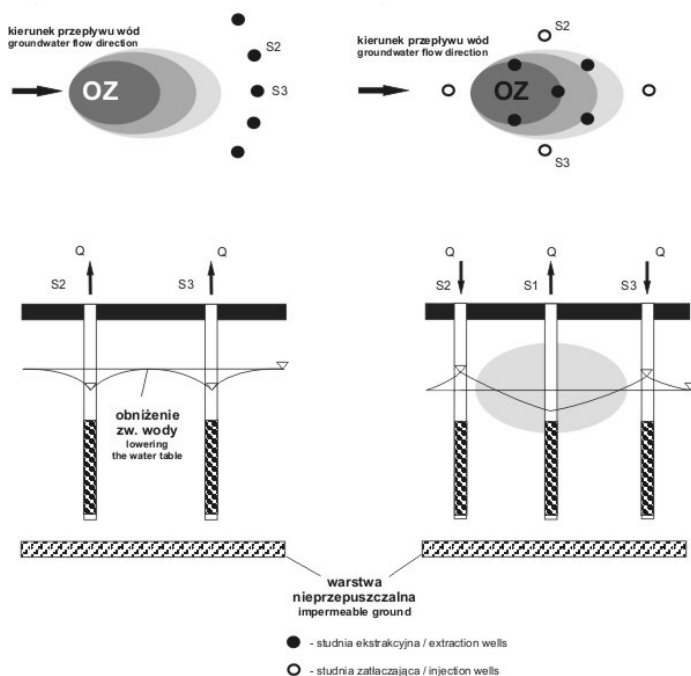 kierunek przepływu wód
groundwater flow direction
S2
OZ
S3
kierunek przepływu wód
groundwater flow direction
S2
OZ
S3
Q
Q
S2
S3
obniżenie
zw. wody
lowering
the water table
Q
Q
Q
S2
S1
S3
warstwa
nieprzepuszczalna
impermeable ground
- studnia ekstrakcyjna / extraction wells
- studnia zatłaczająca / injection wells